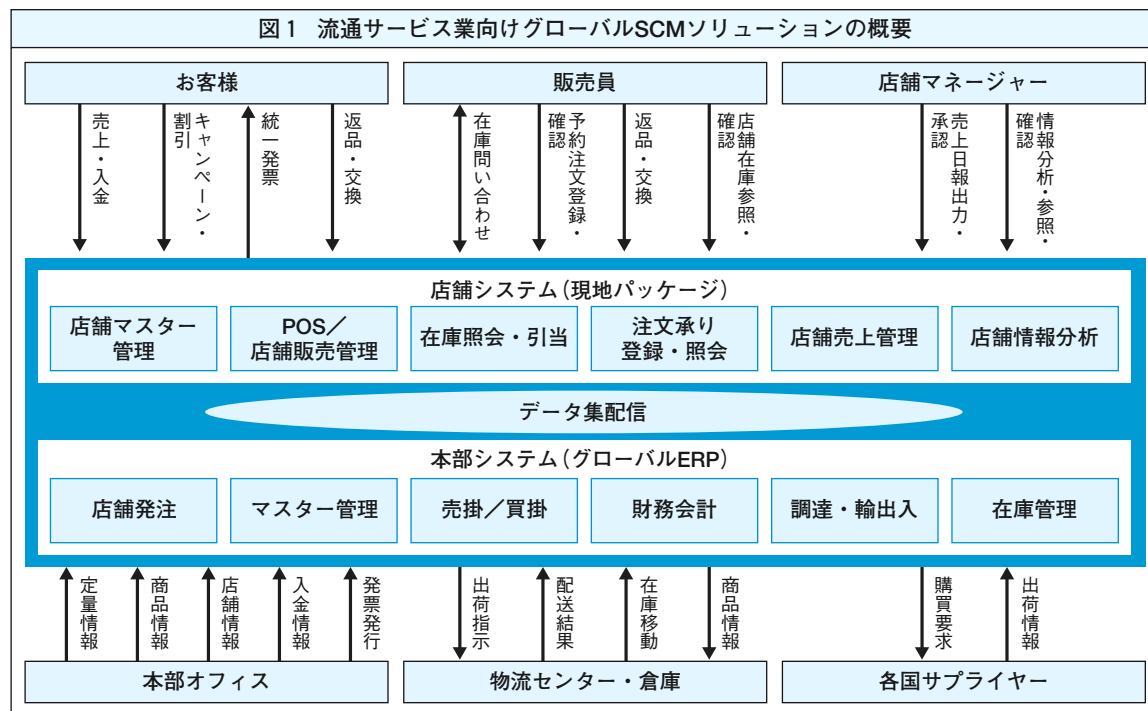 図1 流通サービス業向けグローバルSCMソリューションの概要
お客様
販売員
店舗マネージャー
売上・入金
キャンペーン・
割引
統一発票
返品・交換
在庫問い合わせ
予約注文登録・
確認
返品・交換
店舗在庫参照・
確認
売上日報出力・
承認
情報分析・参照・
確認
店舗システム（現地パッケージ）
店舗マスター
管理
POS／
店舗販売管理
在庫照会・引当
注文承り
登録・照会
店舗売上管理
店舗情報分析
データ集配信
本部システム（グローバルERP）
店舗発注
マスター管理
売掛／買掛
財務会計
調達・輸出入
在庫管理
定量情報
商品情報
店舗情報
入金情報
発票発行
出荷指示
配送結果
在庫移動
商品情報
購買要求
出荷情報
本部オフィス
物流センター・倉庫
各国サプライヤー